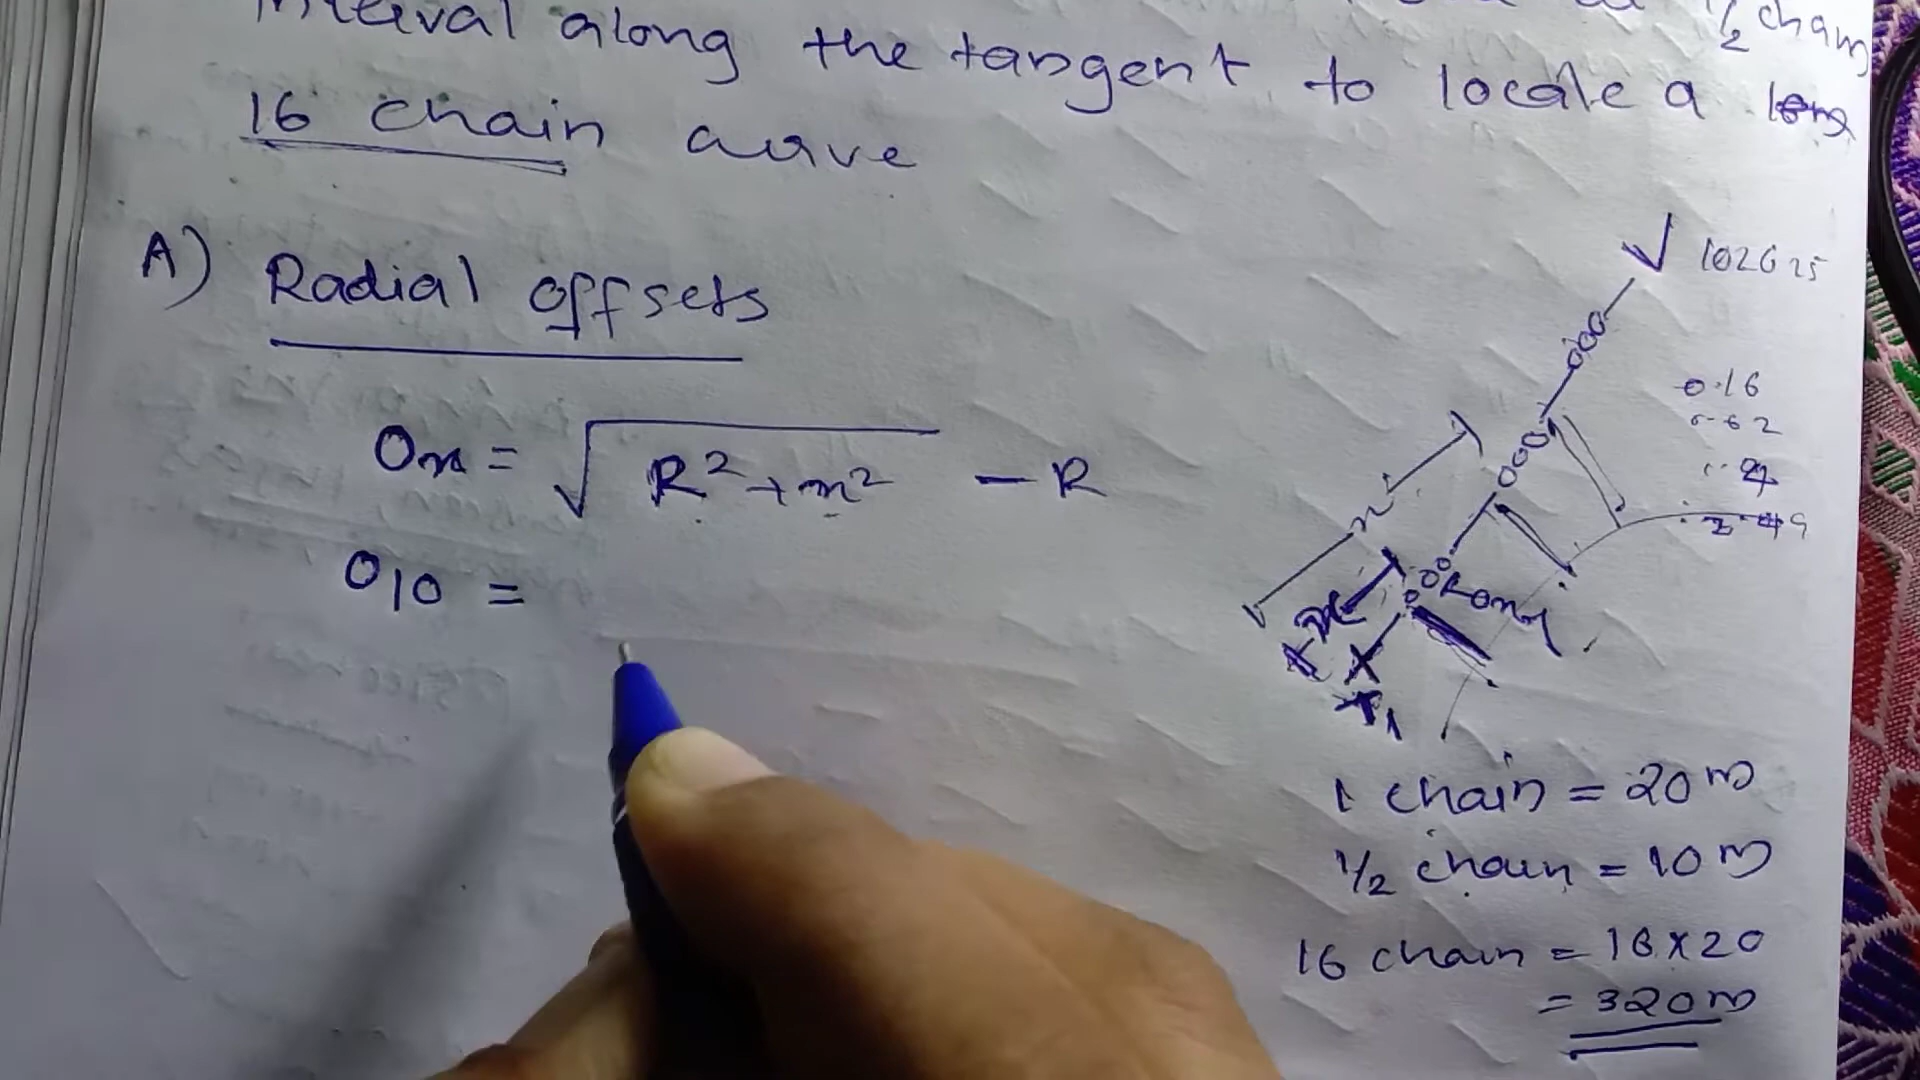 interval along the tangent to locate a
1/2 chain
16 chain curve
A) Radial offsets
Ox = √ R² + x² - R
O10 =
102625
0.16
0.62
T1
1 chain = 20 m
1/2 chain = 10 m
16 chain = 16 x 20
= 320 m